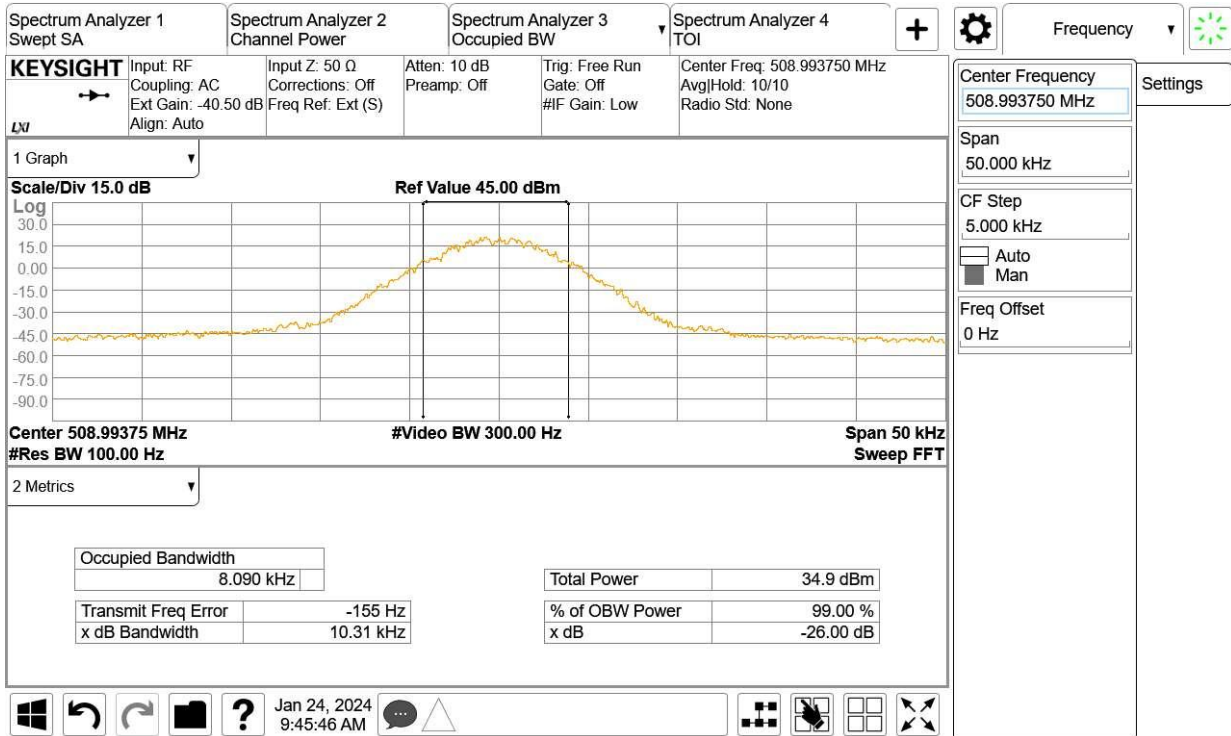 Spectrum Analyzer 1
Swept SA
Spectrum Analyzer 2
Channel Power
Spectrum Analyzer 3
Occupied BW
Spectrum Analyzer 4
TOI
+
Frequency
KEYSIGHT
LXI
Input: RF
Coupling: AC
Ext Gain: -40.50 dB
Align: Auto
Input Z: 50 Ω
Corrections: Off
Freq Ref: Ext (S)
Atten: 10 dB
Preamp: Off
Trig: Free Run
Gate: Off
#IF Gain: Low
Center Freq: 508.993750 MHz
Avg|Hold: 10/10
Radio Std: None
Center Frequency
508.993750 MHz
Settings
Span
50.000 kHz
CF Step
5.000 kHz
Auto
Man
Freq Offset
0 Hz
1 Graph
Scale/Div 15.0 dB
Ref Value 45.00 dBm
Log
30.0
15.0
0.00
-15.0
-30.0
-45.0
-60.0
-75.0
-90.0
Center 508.99375 MHz
#Video BW 300.00 Hz
Span 50 kHz
#Res BW 100.00 Hz
Sweep FFT
2 Metrics
Occupied Bandwidth
8.090 kHz
Total Power 34.9 dBm
Transmit Freq Error -155 Hz
% of OBW Power 99.00 %
x dB Bandwidth 10.31 kHz
x dB -26.00 dB
?
Jan 24, 2024
9:45:46 AM